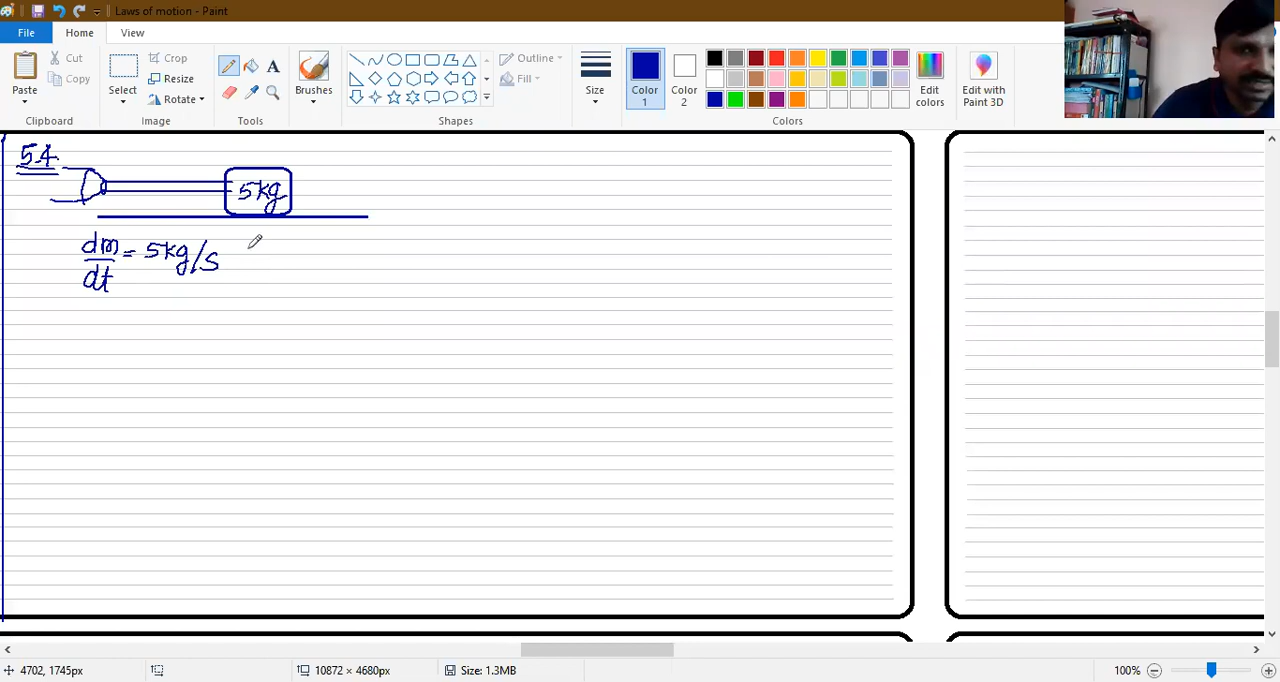 Laws of motion - Paint
File Home View
Paste Cut Copy Clipboard
Select Crop Resize Rotate Image
Tools
Brushes
Outline Fill Shapes
Size
Color 1 Color 2 Edit colors Edit with Paint 3D Colors
54
5kg
dm/dt = 5kg/s
4702, 1745px 10872 × 4680px Size: 1.3MB 100%